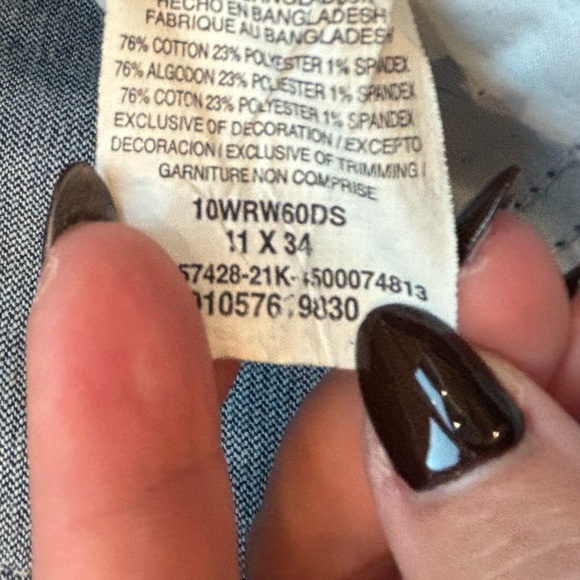 HECHO EN BANGLADESH
FABRIQUE AU BANGLADESH
76% COTTON 23% POLYESTER 1% SPANDEX
76% ALGODON 23% POLIESTER 1% SPANDEX
76% COTON 23% POLYESTER 1% SPANDEX
EXCLUSIVE OF DECORATION / EXCEPTO
DECORACION / EXCLUSIVE OF TRIMMING /
GARNITURE NON COMPRISE
10WRW60DS
11 X 34